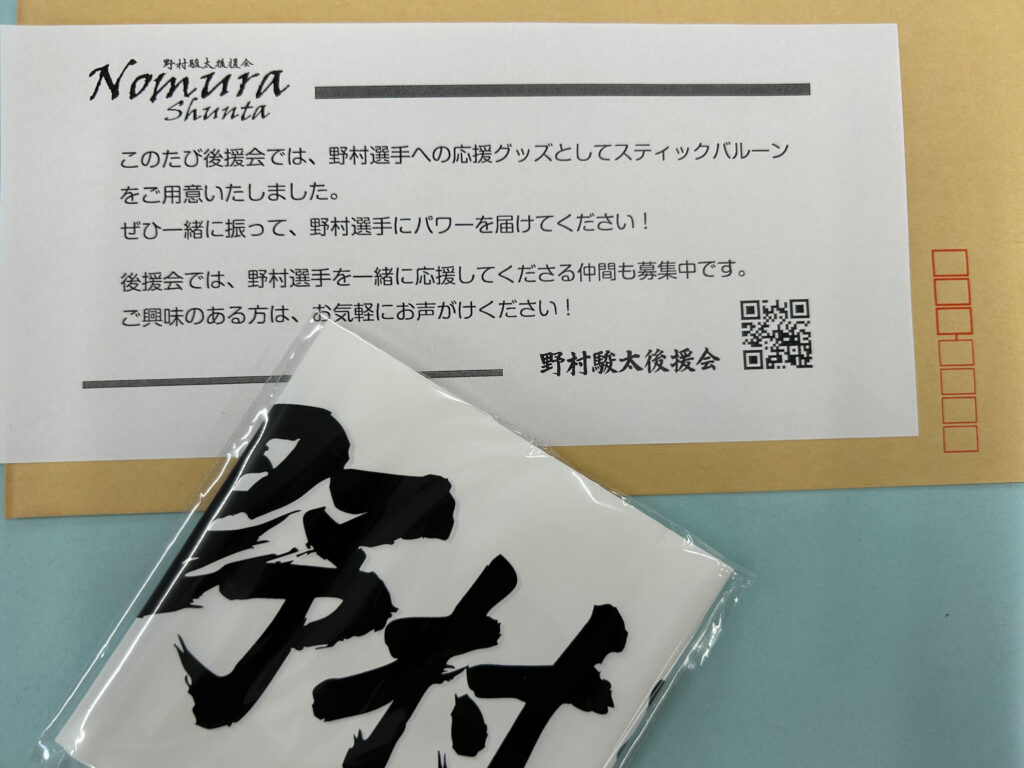 野村駿太後援会
Nomura
Shunta
このたび後援会では、野村選手への応援グッズとしてスティックバルーン
をご用意いたしました。
ぜひ一緒に振って、野村選手にパワーを届けてください！
後援会では、野村選手を一緒に応援してくださる仲間も募集中です。
ご興味のある方は、お気軽にお声がけください！
野村駿太後援会
野村